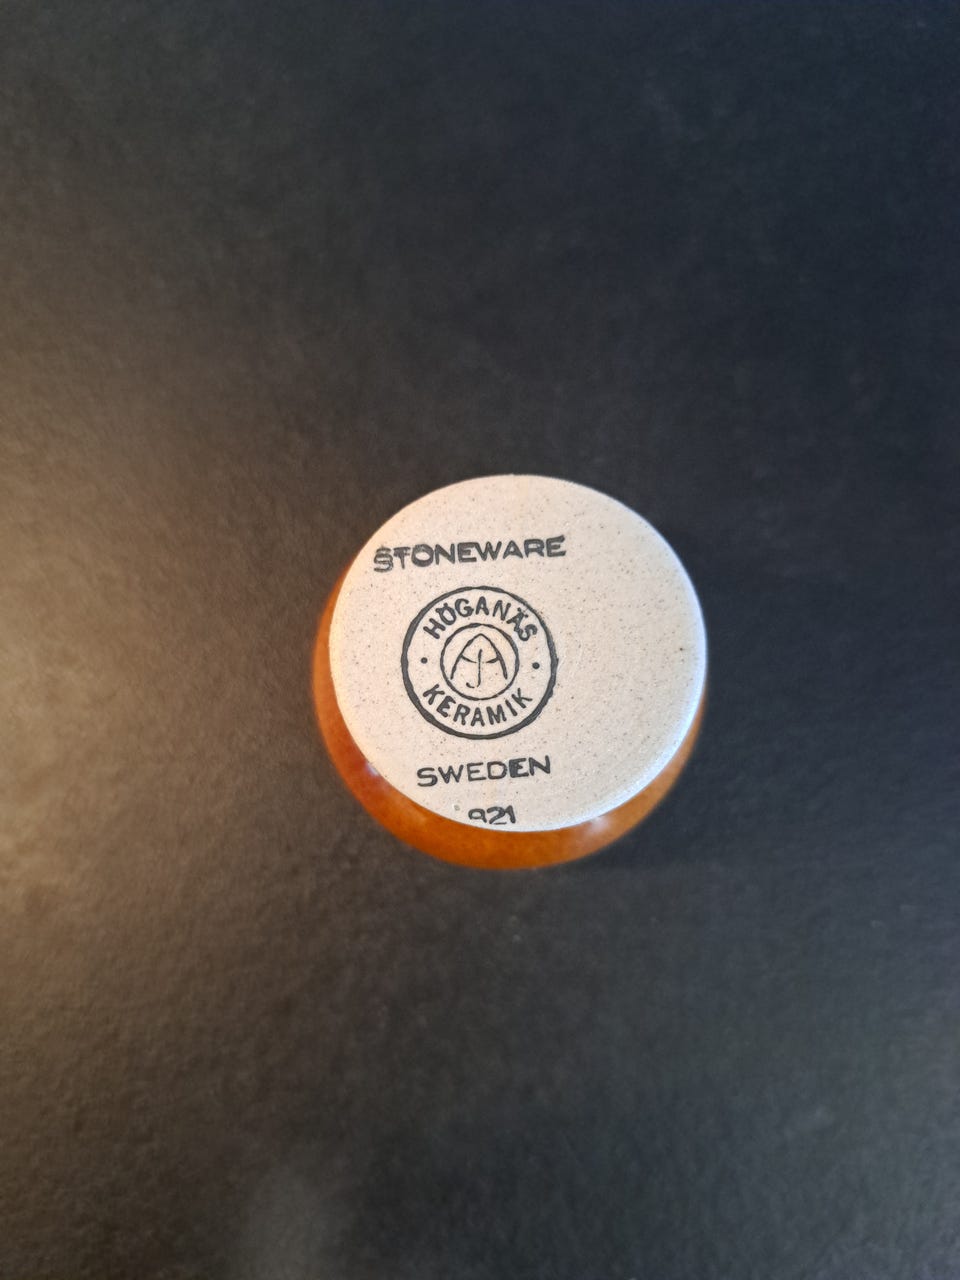 STONEWARE
HÖGANÄS
KERAMIK
SWEDEN
921